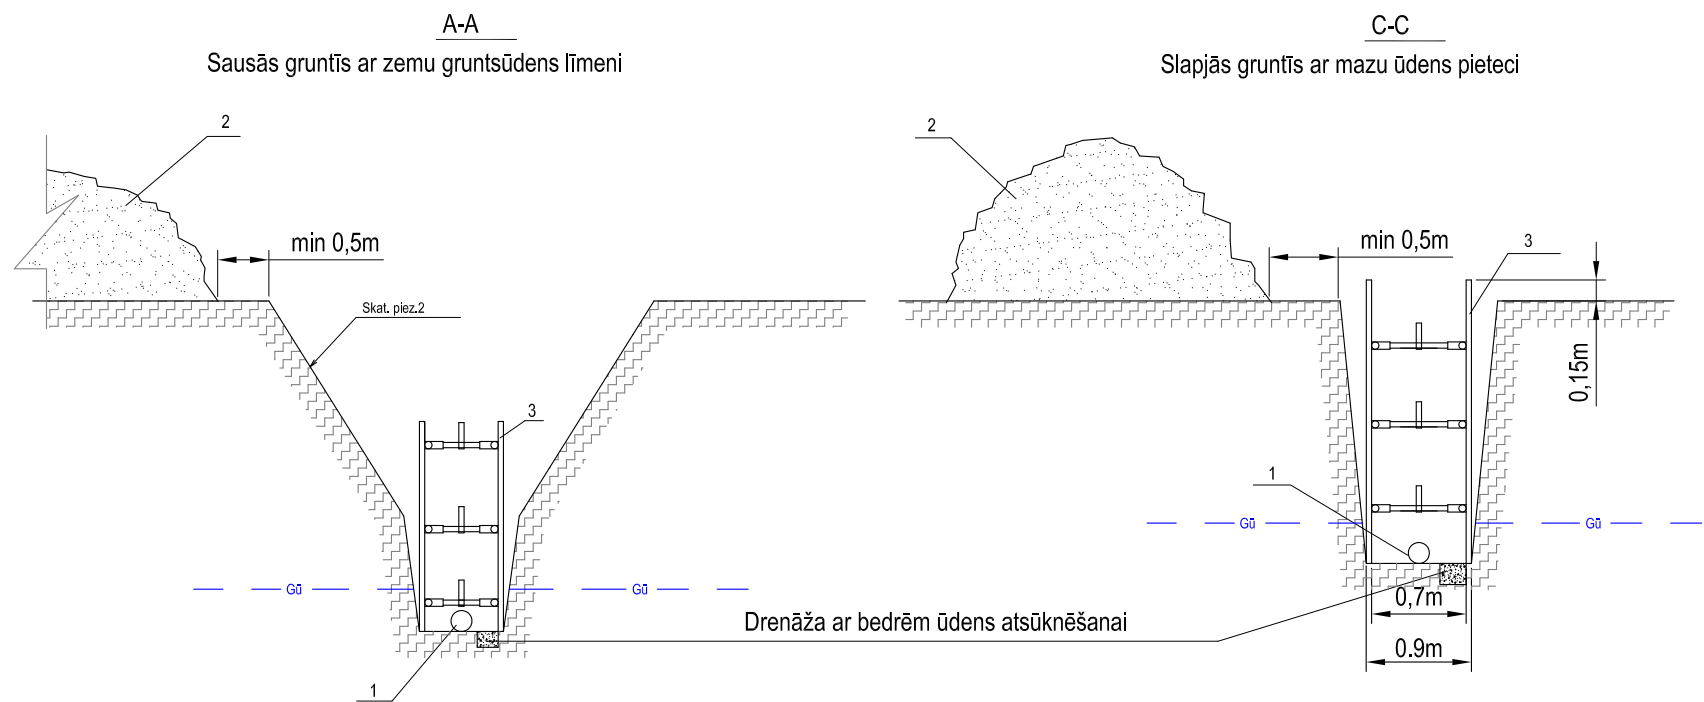 A-A
Sausās gruntīs ar zemu gruntsūdens līmeni
2
min 0,5m
Skat. piez.2
3
Gū
Gū
1
C-C
Slapjās gruntīs ar mazu ūdens pieteci
2
min 0,5m
3
0,15m
1
Gū
Gū
0,7m
0.9m
Drenāža ar bedrēm ūdens atsūknēšanai